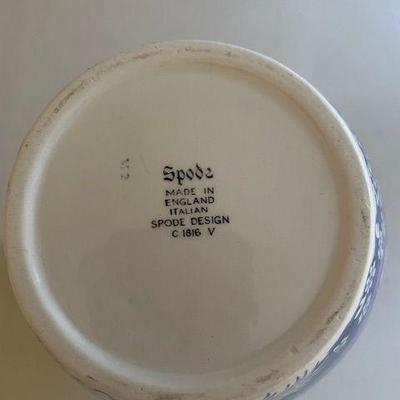 Spode
MADE IN
ENGLAND
ITALIAN
SPODE DESIGN
C. 1816 V